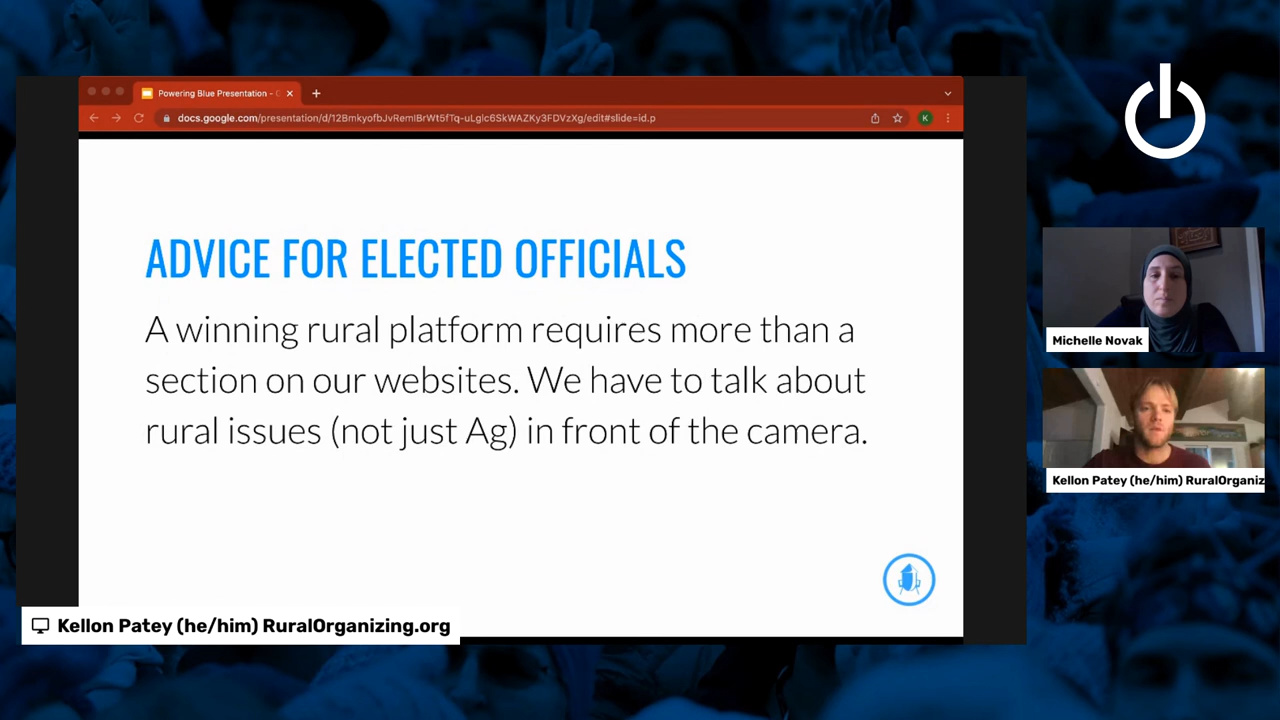 Powering Blue Presentation - G
docs.google.com/presentation/d/12BmkyofbJvRemIBrWt5fTq-uLgIc6SkWAZKy3FDVzXg/edit#slide=id.p
K
ADVICE FOR ELECTED OFFICIALS
A winning rural platform requires more than a
section on our websites. We have to talk about
rural issues (not just Ag) in front of the camera.
Kellon Patey (he/him) RuralOrganizing.org
Michelle Novak
Kellon Patey (he/him) RuralOrganiz